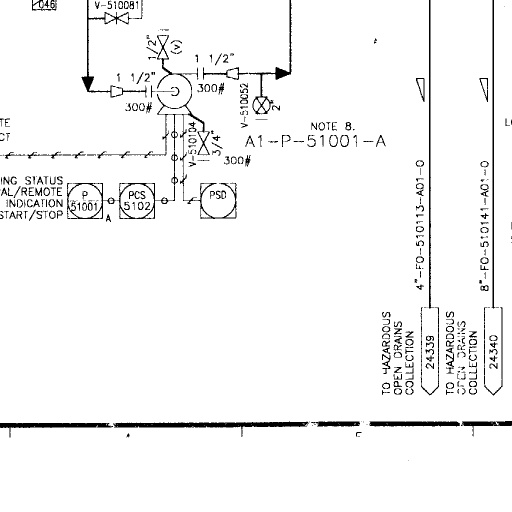 046
V-510081
1/2"
(v)
1 1/2"
1 1/2"
300#
300#
V-510052
2"
V-510104
3/4"
300#
NOTE 8.
A1-P-51001-A
TE
CT
ING STATUS
AL/REMOTE
INDICATION
START/STOP
P
51001
A
PCS
5102
PSD
4"-FO-510113-A01-0
8"-FO-510141-A01-0
TO HAZARDOUS
OPEN DRAINS
COLLECTION
24339
TO HAZARDOUS
OPEN DRAINS
COLLECTION
24340